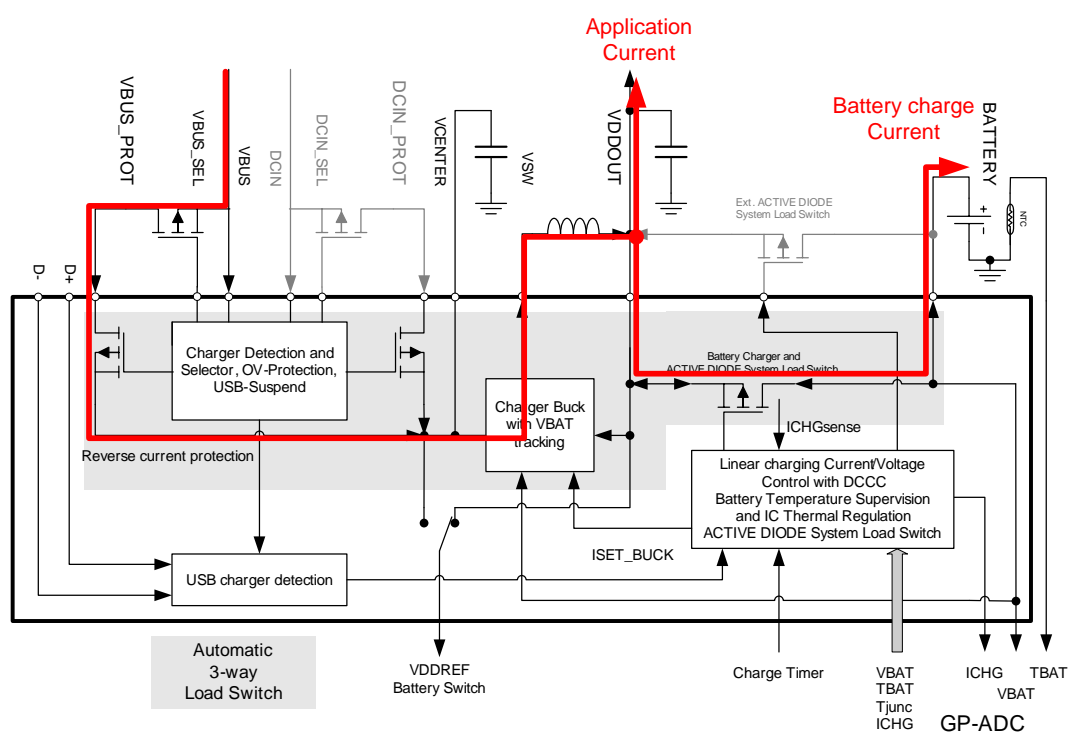 Application
Current
Battery charge
Current
VBUS_PROT
VBUS_SEL
VBUS
DCIN
DCIN_SEL
DCIN_PROT
VCENTER
VSW
VDDOUT
BATTERY
Ext. ACTIVE DIODE
System Load Switch
+
–
NTC
D-
D+
Charger Detection and
Selector, OV-Protection,
USB-Suspend
Battery Charger and
ACTIVE DIODE System Load Switch
Charger Buck
with VBAT
tracking
ICHGsense
Reverse current protection
Linear charging Current/Voltage
Control with DCCC
Battery Temperature Supervision
and IC Thermal Regulation
ACTIVE DIODE System Load Switch
ISET_BUCK
USB charger detection
Automatic
3-way
Load Switch
VDDREF
Battery Switch
Charge Timer
VBAT
TBAT
Tjunc
ICHG
ICHG
VBAT
TBAT
GP-ADC